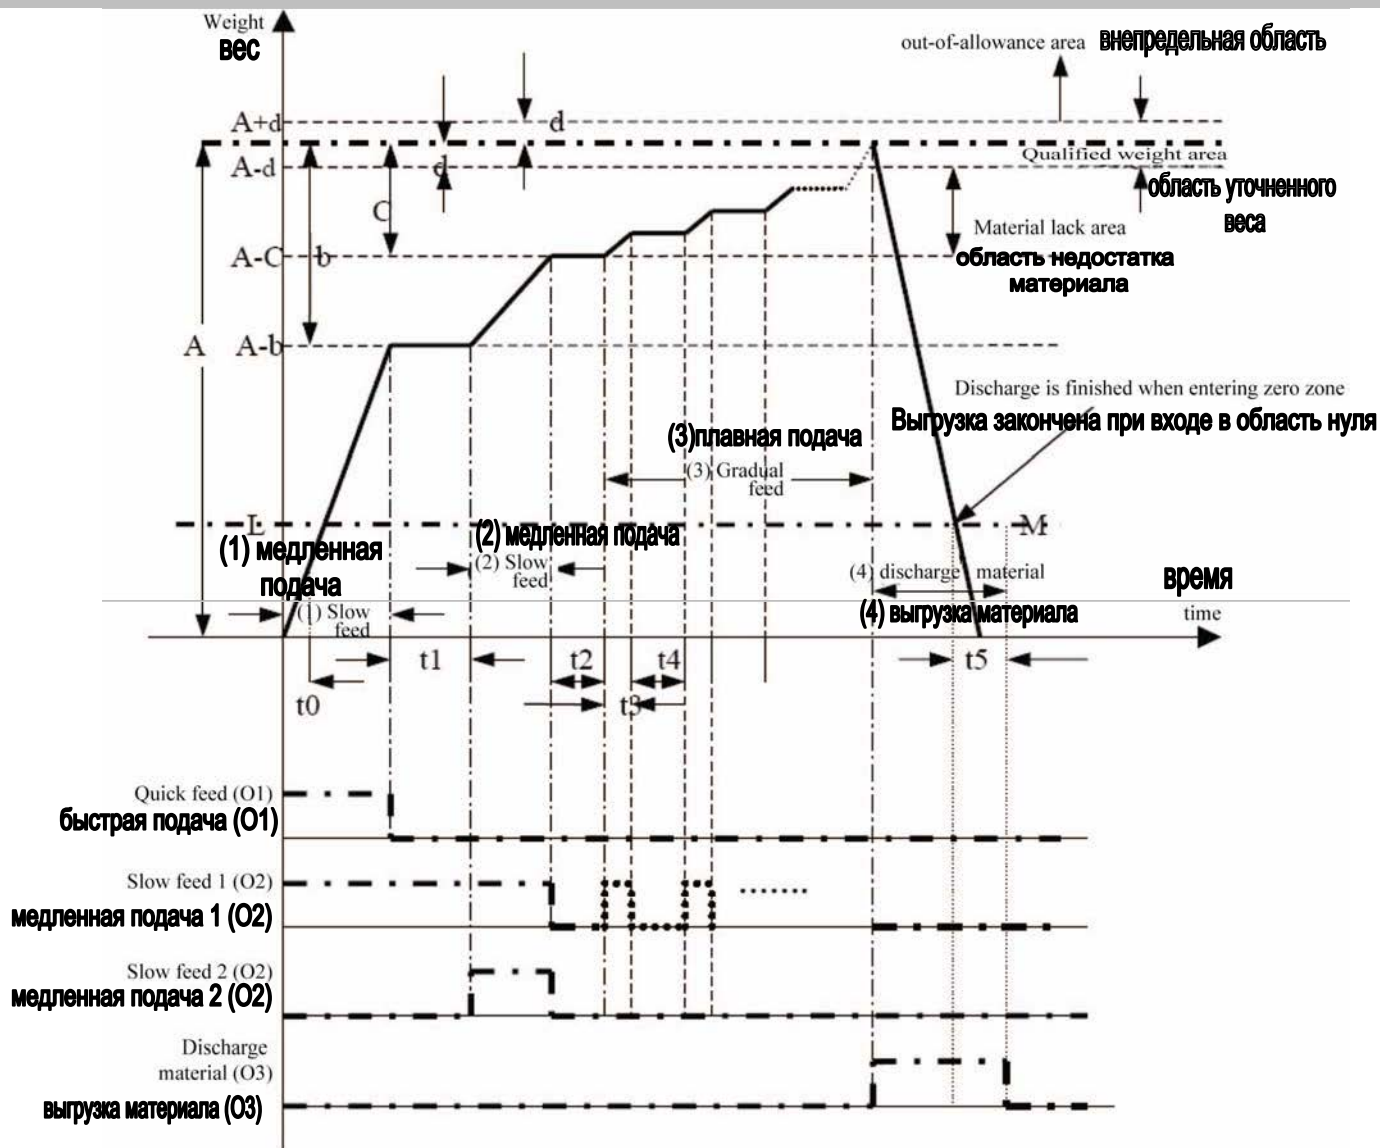 Weight
вес
out-of-allowance area
внепредельная область
A+d
d
A-d
d
Qualified weight area
область уточненного
веса
C
Material lack area
область недостатка
материала
A-C
b
A
A-b
Discharge is finished when entering zero zone
Выгрузка закончена при входе в область нуля
(3)плавная подача
(3) Gradual
feed
L
M
(1) медленная
подача
(2) медленная подача
(2) Slow
feed
(4) discharge material
(4) выгрузка материала
время
time
(1) Slow
feed
t0
t1
t2
t3
t4
t5
Quick feed (O1)
быстрая подача (O1)
Slow feed 1 (O2)
медленная подача 1 (O2)
Slow feed 2 (O2)
медленная подача 2 (O2)
Discharge
material (O3)
выгрузка материала (O3)